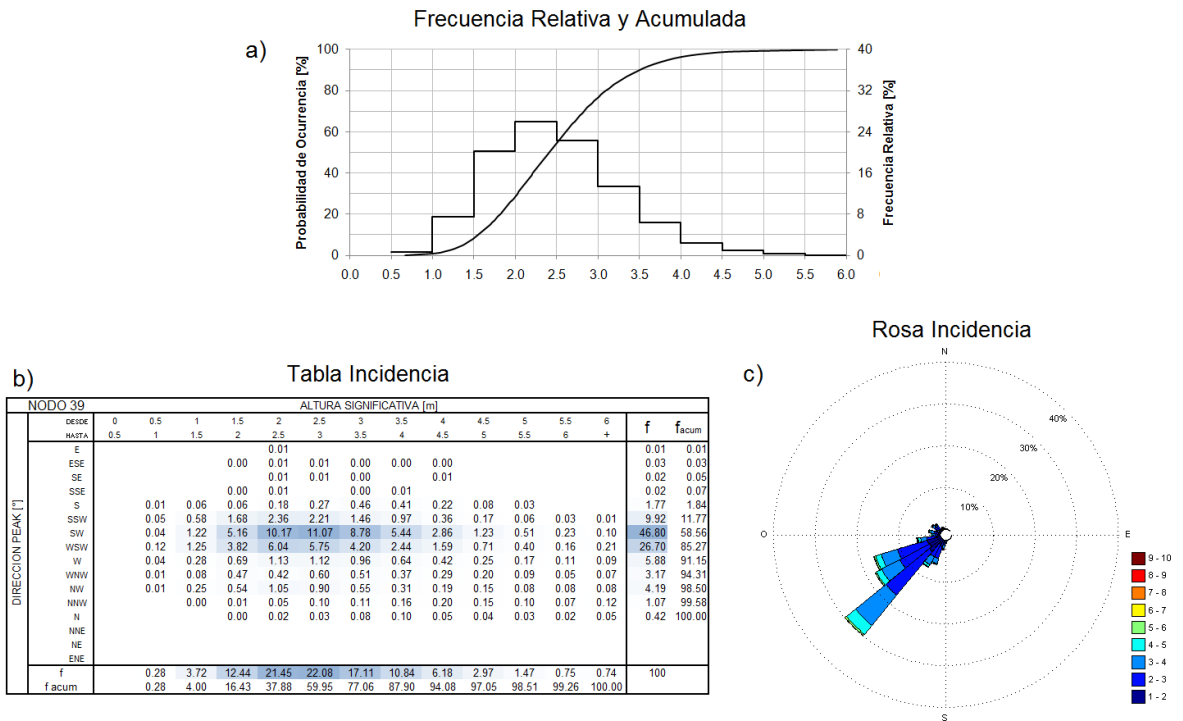 Frecuencia Relativa y Acumulada
a)
Probabilidad de Ocurrencia [%]
100
80
60
40
20
0
40
32
24
16
8
0
Frecuencia Relativa [%]
0.0 0.5 1.0 1.5 2.0 2.5 3.0 3.5 4.0 4.5 5.0 5.5 6.0
b)
Tabla Incidencia
NODO 39 ALTURA SIGNIFICATIVA [m]
DESDE 0 0.5 1 1.5 2 2.5 3 3.5 4 4.5 5 5.5 6 f facum
HASTA 0.5 1 1.5 2 2.5 3 3.5 4 4.5 5 5.5 6 +
DIRECCION PEAK [°]
E 0.01 0.01 0.01
ESE 0.00 0.01 0.01 0.00 0.00 0.00 0.03 0.03
SE 0.01 0.01 0.00 0.01 0.02 0.05
SSE 0.00 0.01 0.00 0.01 0.02 0.07
S 0.01 0.06 0.06 0.18 0.27 0.46 0.41 0.22 0.08 0.03 1.77 1.84
SSW 0.05 0.58 1.68 2.36 2.21 1.46 0.97 0.36 0.17 0.06 0.03 0.01 9.92 11.77
SW 0.04 1.22 5.16 10.17 11.07 8.78 5.44 2.86 1.23 0.51 0.23 0.10 46.80 58.56
WSW 0.12 1.25 3.82 6.04 5.75 4.20 2.44 1.59 0.71 0.40 0.16 0.21 26.70 85.27
W 0.04 0.28 0.69 1.13 1.12 0.96 0.64 0.42 0.25 0.17 0.11 0.09 5.88 91.15
WNW 0.01 0.08 0.47 0.42 0.60 0.51 0.37 0.29 0.20 0.09 0.05 0.07 3.17 94.31
NW 0.01 0.25 0.54 1.05 0.90 0.55 0.31 0.19 0.15 0.08 0.08 0.08 4.19 98.50
NNW 0.00 0.01 0.05 0.10 0.11 0.16 0.20 0.15 0.10 0.07 0.12 1.07 99.58
N 0.00 0.02 0.03 0.08 0.10 0.05 0.04 0.03 0.02 0.05 0.42 100.00
NNE
NE
ENE
f 0.28 3.72 12.44 21.45 22.08 17.11 10.84 6.18 2.97 1.47 0.75 0.74 100
f acum 0.28 4.00 16.43 37.88 59.95 77.06 87.90 94.08 97.05 98.51 99.26 100.00
Rosa Incidencia
c)
N
40%
30%
20%
10%
O
E
S
9 - 10
8 - 9
7 - 8
6 - 7
5 - 6
4 - 5
3 - 4
2 - 3
1 - 2